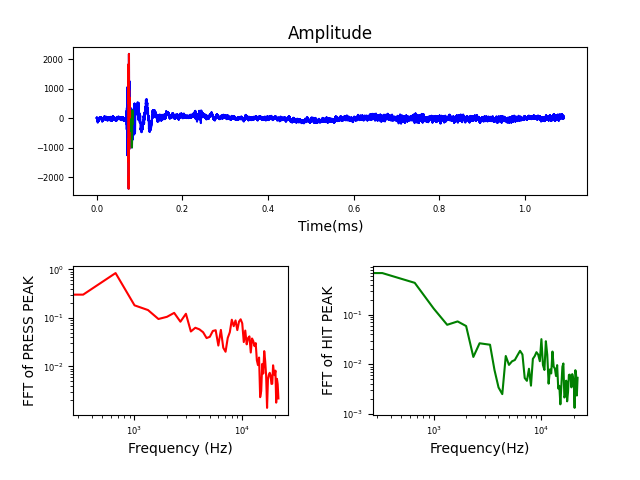 Amplitude
2000
1000
0
−1000
−2000
0.0 0.2 0.4 0.6 0.8 1.0
Time(ms)
FFT of PRESS PEAK
10⁰
10⁻¹
10⁻²
10³ 10⁴
Frequency (Hz)
FFT of HIT PEAK
10⁻¹
10⁻²
10⁻³
10³ 10⁴
Frequency(Hz)